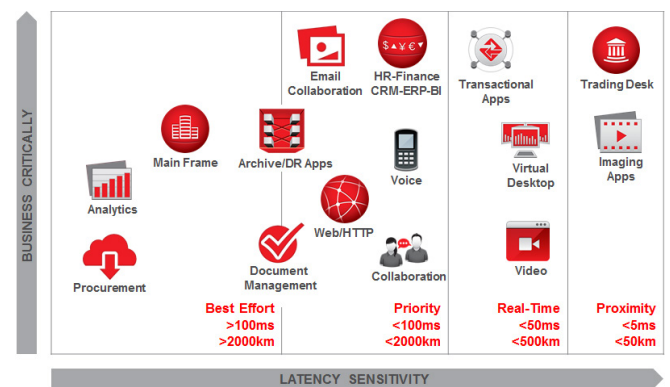 BUSINESS CRITICALLY
Email
Collaboration
$ ¥ €
HR-Finance
CRM-ERP-BI
Transactional
Apps
Trading Desk
Main Frame
Archive/DR Apps
Voice
Virtual
Desktop
Imaging
Apps
Analytics
Web/HTTP
Procurement
Document
Management
Collaboration
Video
Best Effort
>100ms
>2000km
Priority
<100ms
<2000km
Real-Time
<50ms
<500km
Proximity
<5ms
<50km
LATENCY SENSITIVITY